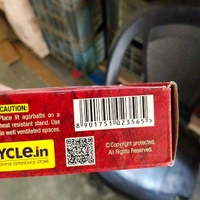 CAUTION:
Place lit agarbathi on a
heat resistant stand. Use
in well ventilated spaces.
8 901751 023565
YCLE.in
© Copyright protected.
All Rights Reserved.